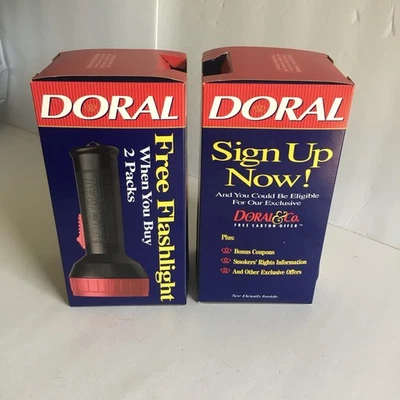 DORAL
Free Flashlight
When You Buy
2 Packs
DORAL
Sign Up
Now!
And You Could Be Eligible
For Our Exclusive
DORAL & Co.
FREE CARTON OFFER™
Plus:
Bonus Coupons
Smokers' Rights Information
And Other Exclusive Offers
See Details Inside.